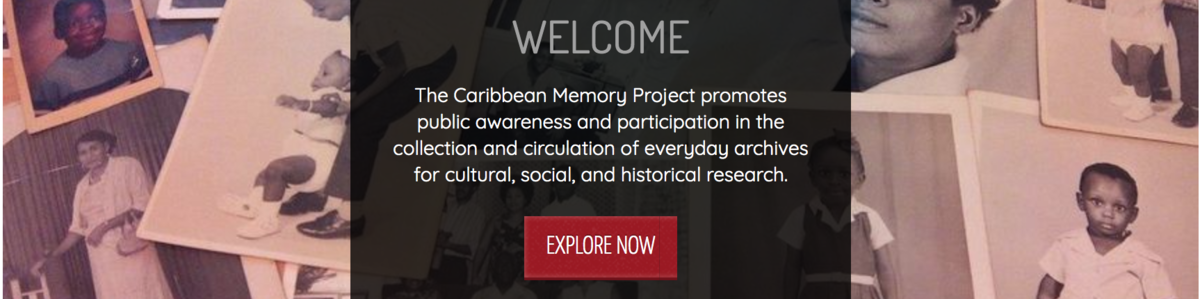 WELCOME
The Caribbean Memory Project promotes
public awareness and participation in the
collection and circulation of everyday archives
for cultural, social, and historical research.
EXPLORE NOW